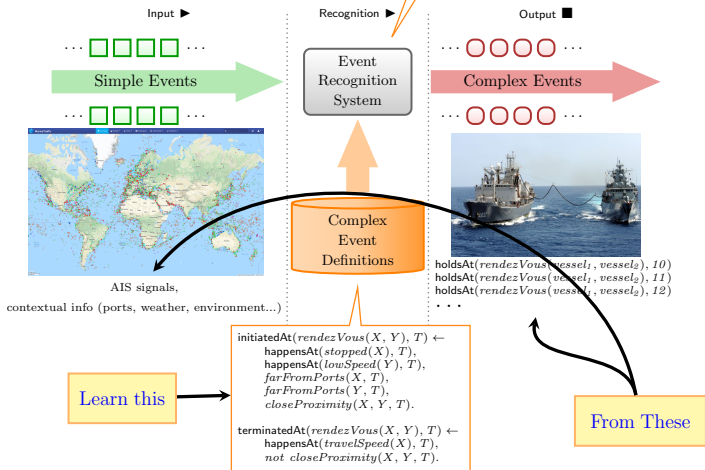 Input ▶
Recognition ▶
Output ■
· · ·
· · ·
· · ·
· · ·
Simple Events
Event
Recognition
System
Complex Events
· · ·
· · ·
· · ·
· · ·
Complex
Event
Definitions
AIS signals,
contextual info (ports, weather, environment...)
holdsAt(rendezVous(vessel₁, vessel₂), 10)
holdsAt(rendezVous(vessel₁, vessel₂), 11)
holdsAt(rendezVous(vessel₁, vessel₂), 12)
· · ·
initiatedAt(rendezVous(X, Y), T) ←
happensAt(stopped(X), T),
happensAt(lowSpeed(Y), T),
farFromPorts(X, T),
farFromPorts(Y, T),
closeProximity(X, Y, T).
terminatedAt(rendezVous(X, Y), T) ←
happensAt(travelSpeed(X), T),
not closeProximity(X, Y, T).
Learn this
From These